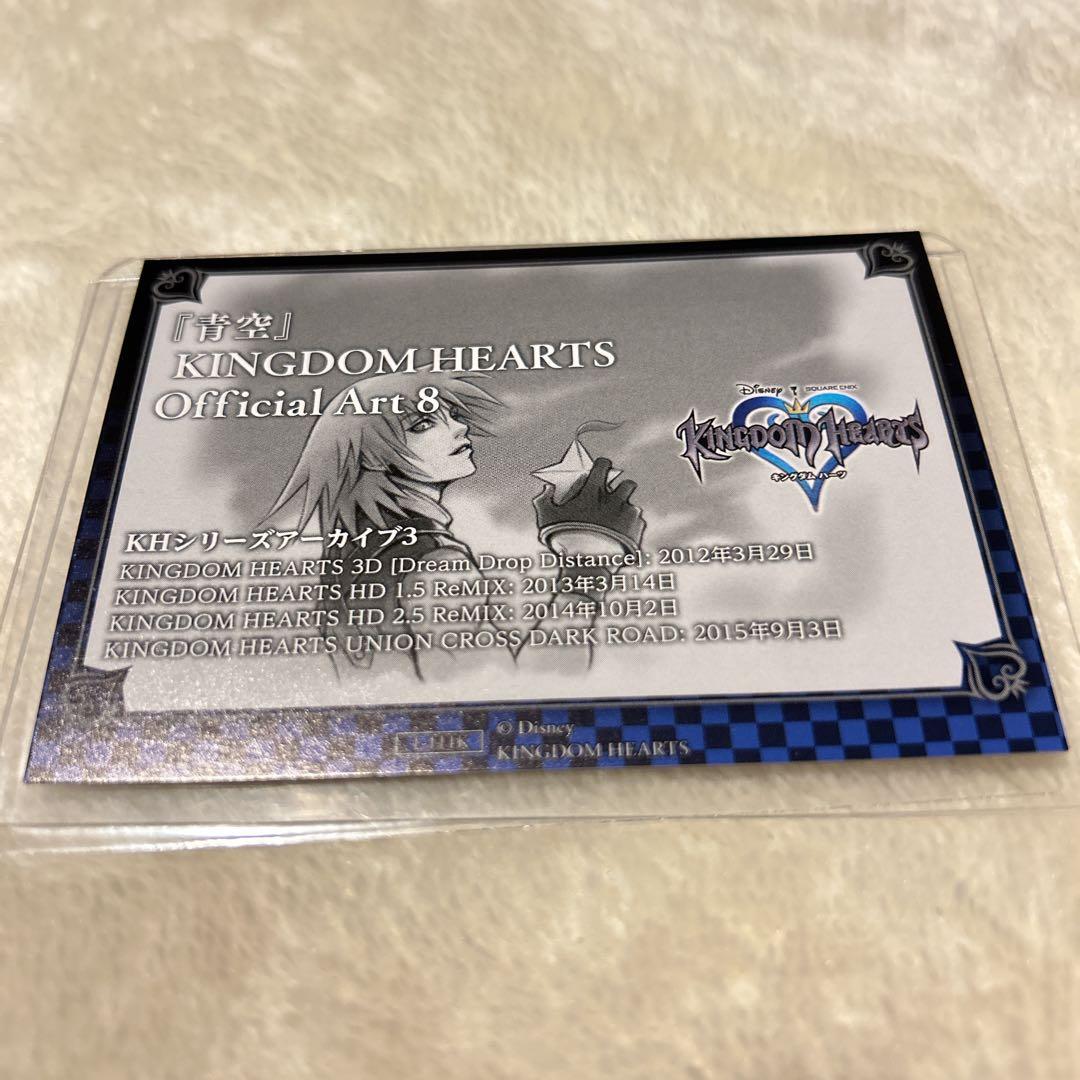 『青空』
KINGDOM HEARTS
Official Art 8
Disney SQUARE ENIX
KINGDOM HEARTS
キングダム ハーツ
KHシリーズアーカイブ3
KINGDOM HEARTS 3D [Dream Drop Distance]: 2012年3月29日
KINGDOM HEARTS HD 1.5 ReMIX: 2013年3月14日
KINGDOM HEARTS HD 2.5 ReMIX: 2014年10月2日
KINGDOM HEARTS UNION CROSS DARK ROAD: 2015年9月3日
© Disney
KINGDOM HEARTS